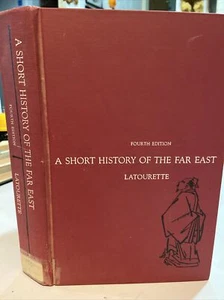 FOURTH EDITION
A SHORT HISTORY OF THE FAR EAST
LATOURETTE
A SHORT HISTORY OF THE FAR EAST
FOURTH EDITION
LATOURETTE